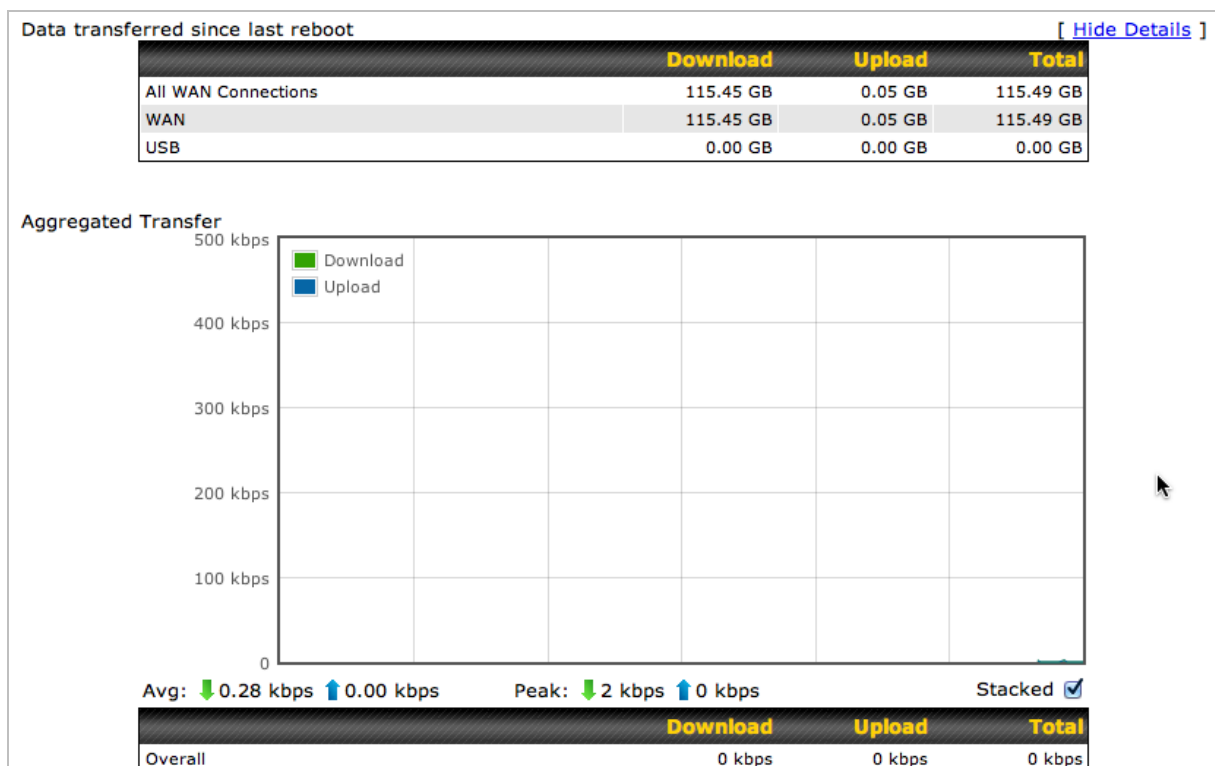 Data transferred since last reboot [ Hide Details ]
Download Upload Total
All WAN Connections 115.45 GB 0.05 GB 115.49 GB
WAN 115.45 GB 0.05 GB 115.49 GB
USB 0.00 GB 0.00 GB 0.00 GB
Aggregated Transfer
500 kbps
Download
Upload
400 kbps
300 kbps
200 kbps
100 kbps
0
Avg: 0.28 kbps 0.00 kbps Peak: 2 kbps 0 kbps Stacked
Download Upload Total
Overall 0 kbps 0 kbps 0 kbps